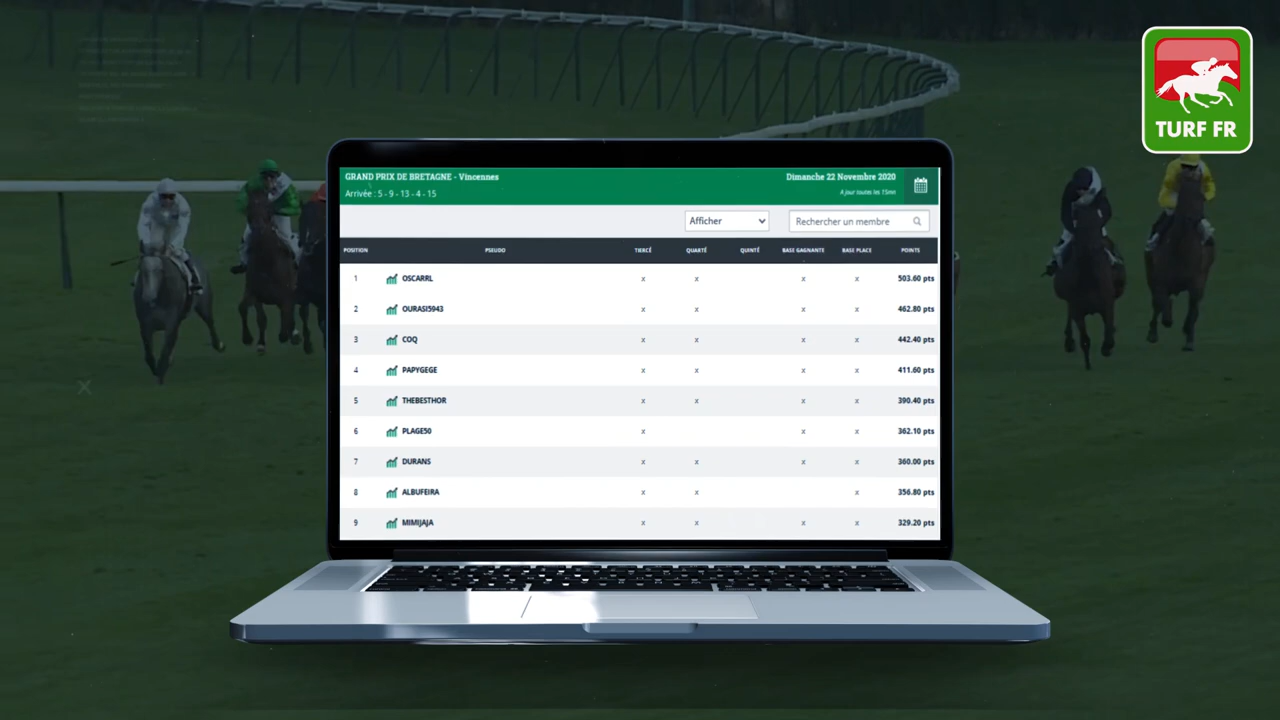 TURF FR
GRAND PRIX DE BRETAGNE - Vincennes
Dimanche 22 Novembre 2020
Arrivée : 5 - 9 - 13 - 4 - 15
A jour toutes les 15mn
Afficher
Rechercher un membre
POSITION PSEUDO TIERCÉ QUARTÉ QUINTÉ BASE GAGNANTE BASE PLACE POINTS
1 OSCARRL x x x x 503.60 pts
2 OURASI5943 x x x x 462.80 pts
3 COQ x x x x 442.40 pts
4 PAPYGEGE x x x x 411.60 pts
5 THEBESTHOR x x x x 390.40 pts
6 PLAGE50 x x x 362.10 pts
7 DURANS x x x x 360.00 pts
8 ALBUFEIRA x x x 356.80 pts
9 MIMIJAJA x x x x 329.20 pts